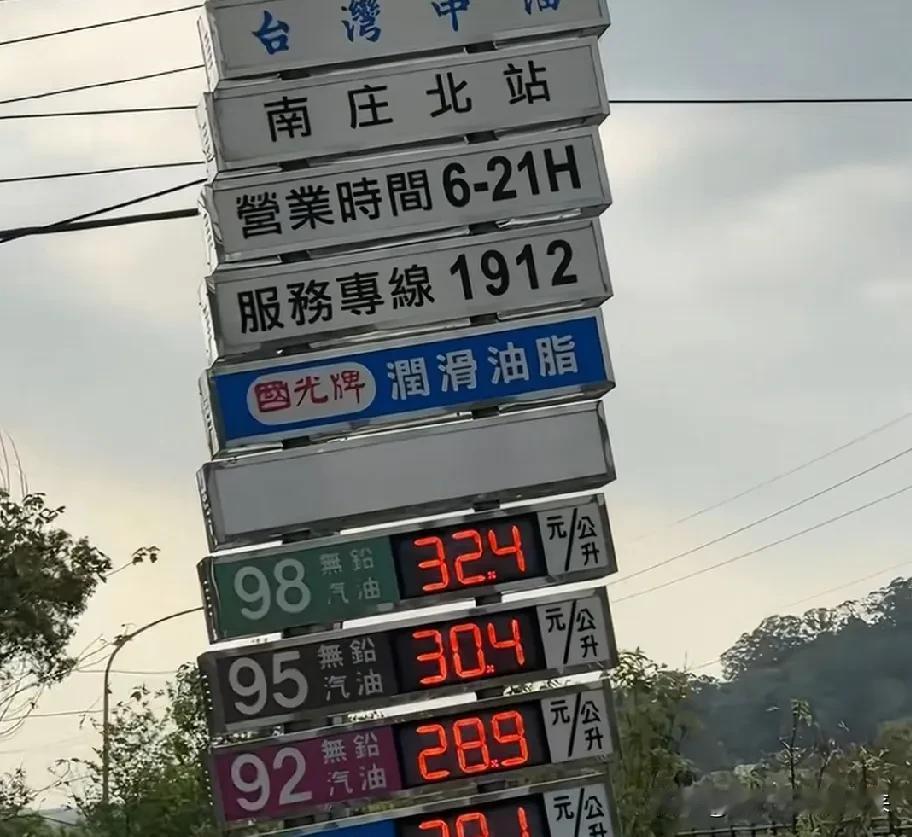 台灣中油
南庄北站
營業時間 6-21H
服務專線 1912
國光牌 潤滑油脂
98 無鉛汽油 32.4 元/公升
95 無鉛汽油 30.4 元/公升
92 無鉛汽油 28.9 元/公升
元/公升